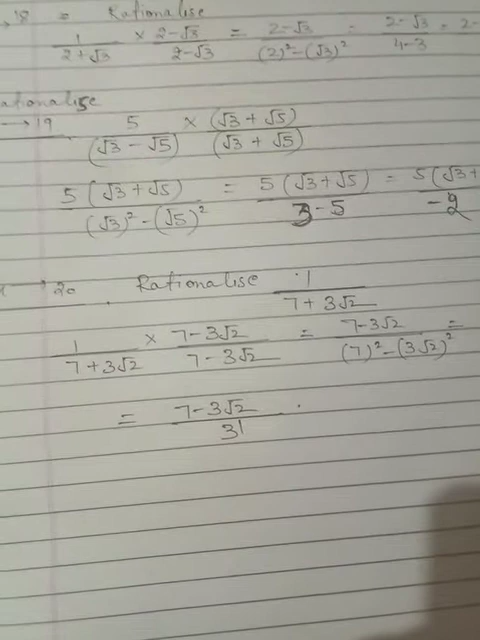 → 18 = Rationalise
1/(2+√3) × (2-√3)/(2-√3) = (2-√3)/((2)²-(√3)²) = (2-√3)/(4-3) = 2-
ationalise
→ 19 5/(√3-√5) × (√3+√5)/(√3+√5)
5(√3+√5)/((√3)²-(√5)²) = 5(√3+√5)/(3-5) = 5(√3+/-2
→ 20 . Rationalise 1/(7+3√2)
1/(7+3√2) × (7-3√2)/(7-3√2) = (7-3√2)/((7)²-(3√2)²) =
= (7-3√2)/31 .